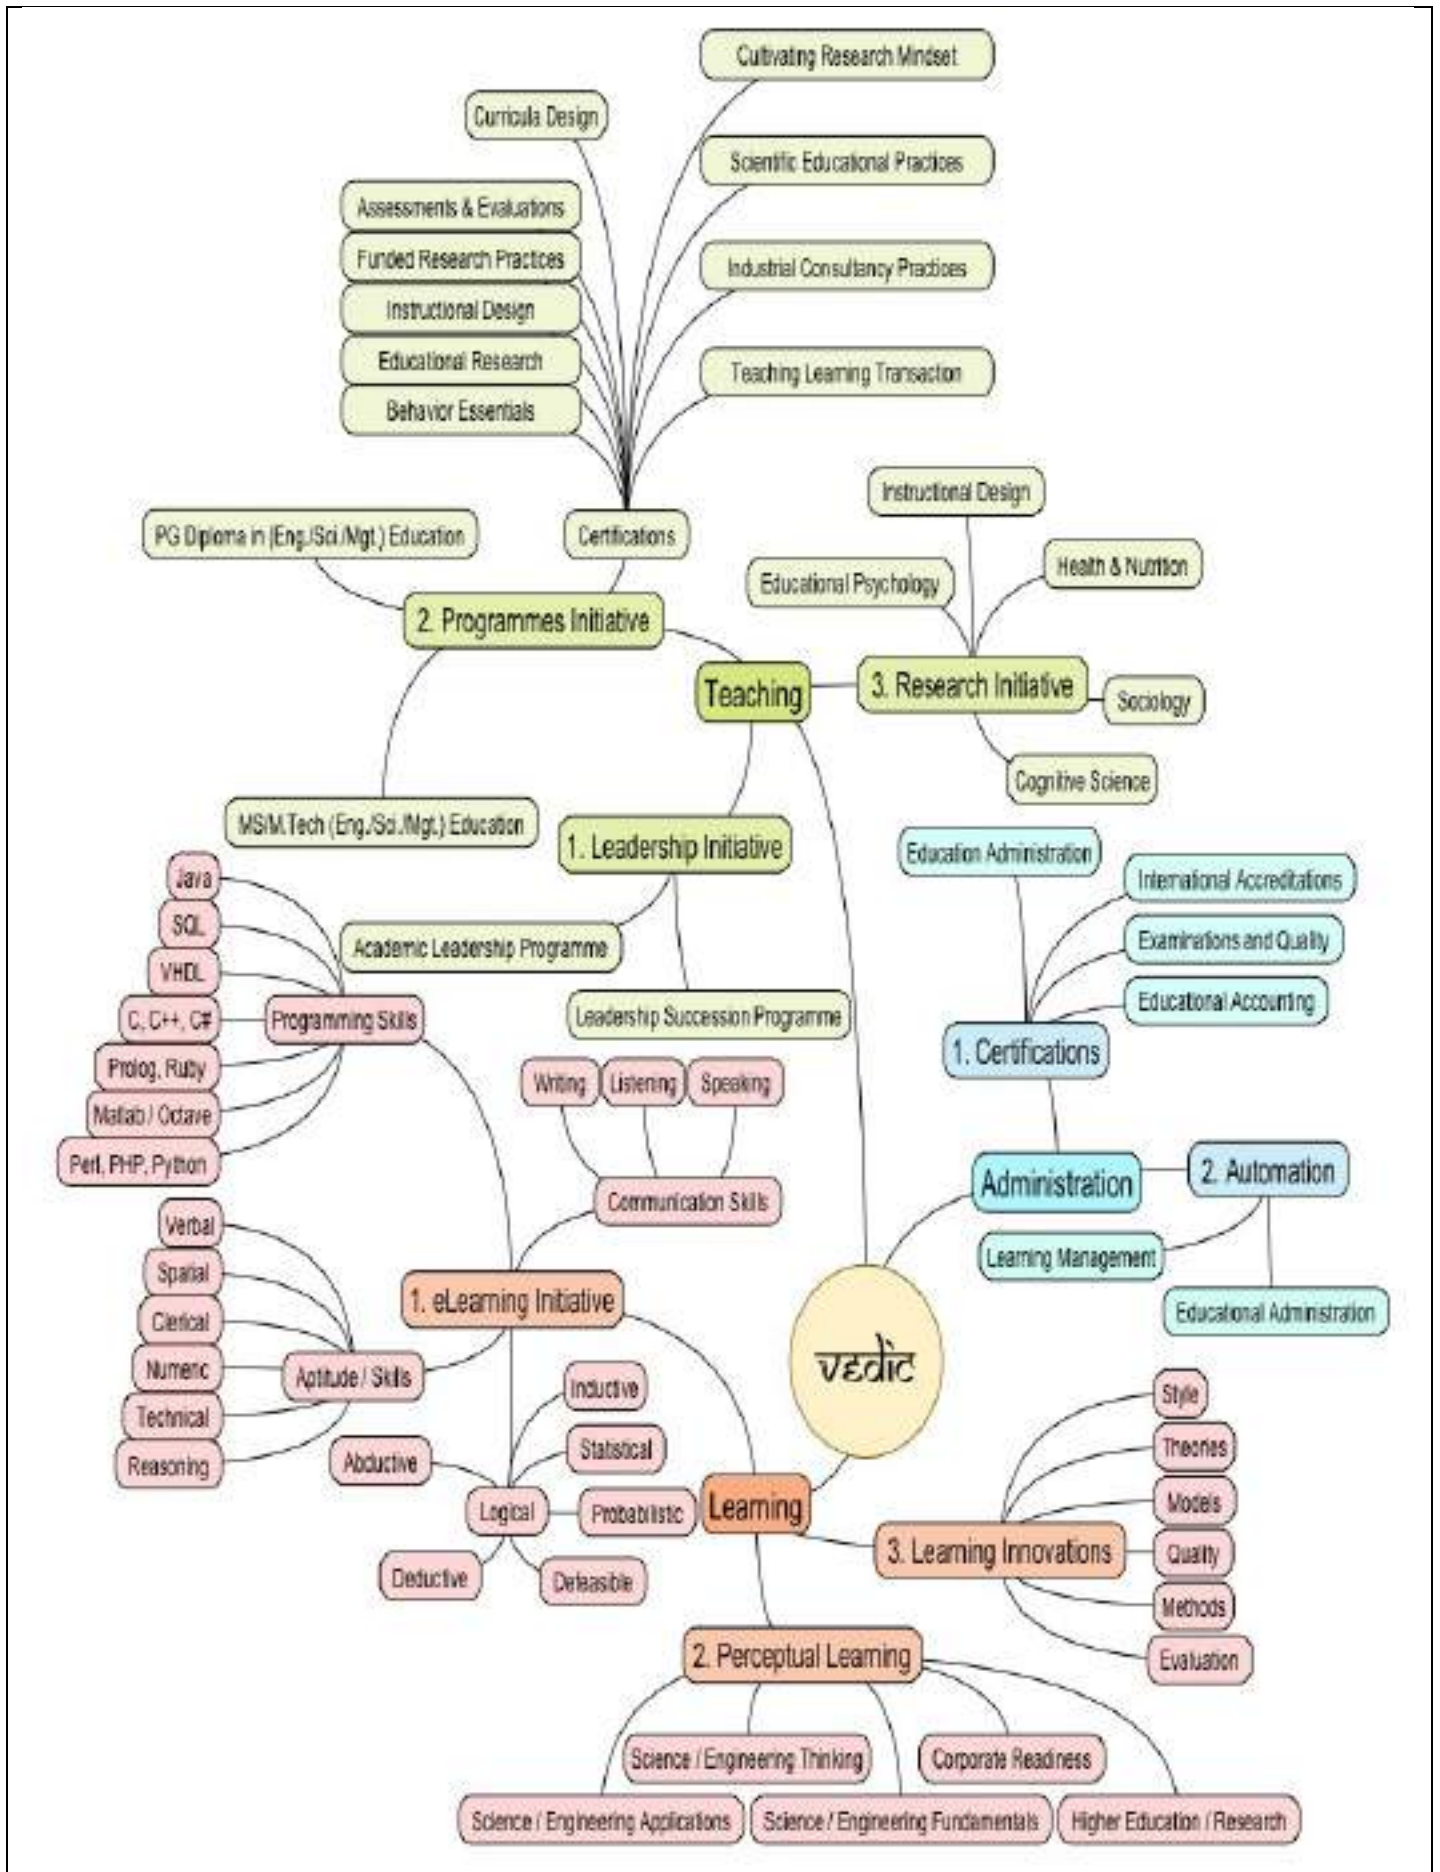 Cultivating Research Mindset
Curricula Design
Scientific Educational Practices
Assessments & Evaluations
Funded Research Practices
Industrial Consultancy Practices
Instructional Design
Educational Research
Teaching Learning Transaction
Behavior Essentials
Instructional Design
PG Diploma in (Eng./Sci./Mgt.) Education
Certifications
Health & Nutrition
Educational Psychology
2. Programmes Initiative
Teaching
3. Research Initiative
Sociology
Cognitive Science
MS/M.Tech (Eng./Sci./Mgt.) Education
1. Leadership Initiative
Education Administration
Java
International Accreditations
SQL
Academic Leadership Programme
Examinations and Quality
VHDL
Educational Accounting
C, C++, C#
Programming Skills
Leadership Succession Programme
1. Certifications
Prolog, Ruby
Writing
Listening
Speaking
Matlab / Octave
Perl, PHP, Python
Administration
2. Automation
Communication Skills
Verbal
Learning Management
Spatial
1. eLearning Initiative
Educational Administration
Clerical
Numeric
Aptitude / Skills
vedic
Inductive
Style
Technical
Statistical
Theories
Reasoning
Abductive
Models
Logical
Probabilistic
Learning
3. Learning Innovations
Quality
Deductive
Defeasible
Methods
2. Perceptual Learning
Evaluation
Science / Engineering Thinking
Corporate Readiness
Science / Engineering Applications
Science / Engineering Fundamentals
Higher Education / Research